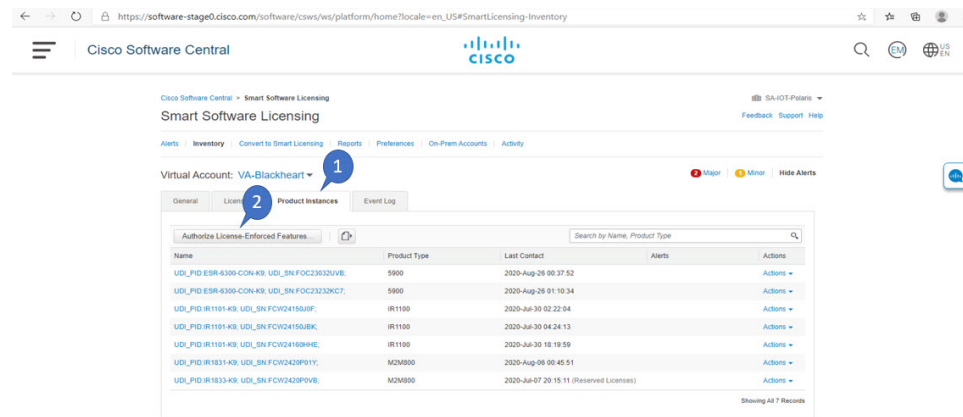 https://software-stage0.cisco.com/software/csws/ws/platform/home?locale=en_US#SmartLicensing-Inventory
Cisco Software Central
CISCO
EM
US EN
Cisco Software Central > Smart Software Licensing
SA-IOT-Polaris
Smart Software Licensing
Feedback Support Help
Alerts Inventory Convert to Smart Licensing Reports Preferences On-Prem Accounts Activity
1
Virtual Account: VA-Blackheart
2 Major 1 Minor Hide Alerts
General 2 Product Instances Event Log
Authorize License-Enforced Features...
Search by Name, Product Type
Name Product Type Last Contact Alerts Actions
UDI_PID:ESR-6300-CON-K9; UDI_SN:FOC23032UVB; 5900 2020-Aug-26 00:37:52 Actions
UDI_PID:ESR-6300-CON-K9; UDI_SN:FOC23232KC7; 5900 2020-Aug-26 01:10:34 Actions
UDI_PID:IR1101-K9; UDI_SN:FCW24150J0F; IR1100 2020-Jul-30 02:22:04 Actions
UDI_PID:IR1101-K9; UDI_SN:FCW24150JBK; IR1100 2020-Jul-30 04:24:13 Actions
UDI_PID:IR1101-K9; UDI_SN:FCW24160HHE; IR1100 2020-Jul-30 18:19:59 Actions
UDI_PID:IR1831-K9; UDI_SN:FCW2420P01Y; M2M800 2020-Aug-06 00:45:51 Actions
UDI_PID:IR1833-K9; UDI_SN:FCW2420P0VB; M2M800 2020-Jul-07 20:15:11 (Reserved Licenses) Actions
Showing All 7 Records